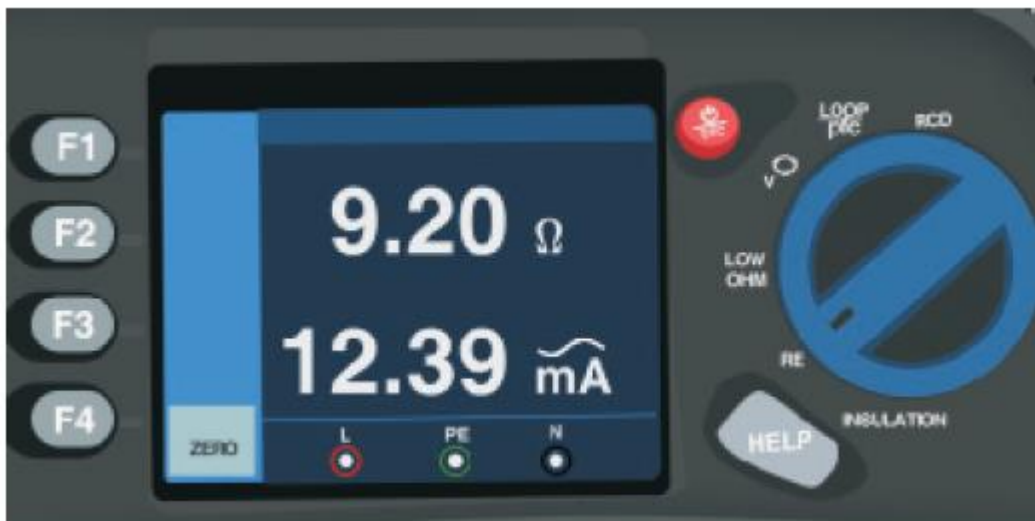 F1
F2
F3
F4
9.20 Ω
12.39 mA
L PE N
ZERO
LOOP
pfc
RCD
V
LOW
OHM
RE
INSULATION
HELP